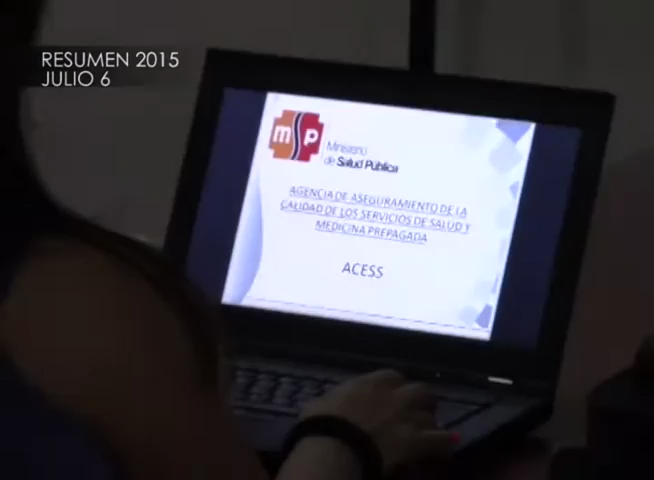 RESUMEN 2015
JULIO 6
msp
Ministerio
de Salud Pública
AGENCIA DE ASEGURAMIENTO DE LA
CALIDAD DE LOS SERVICIOS DE SALUD Y
MEDICINA PREPAGADA
ACESS